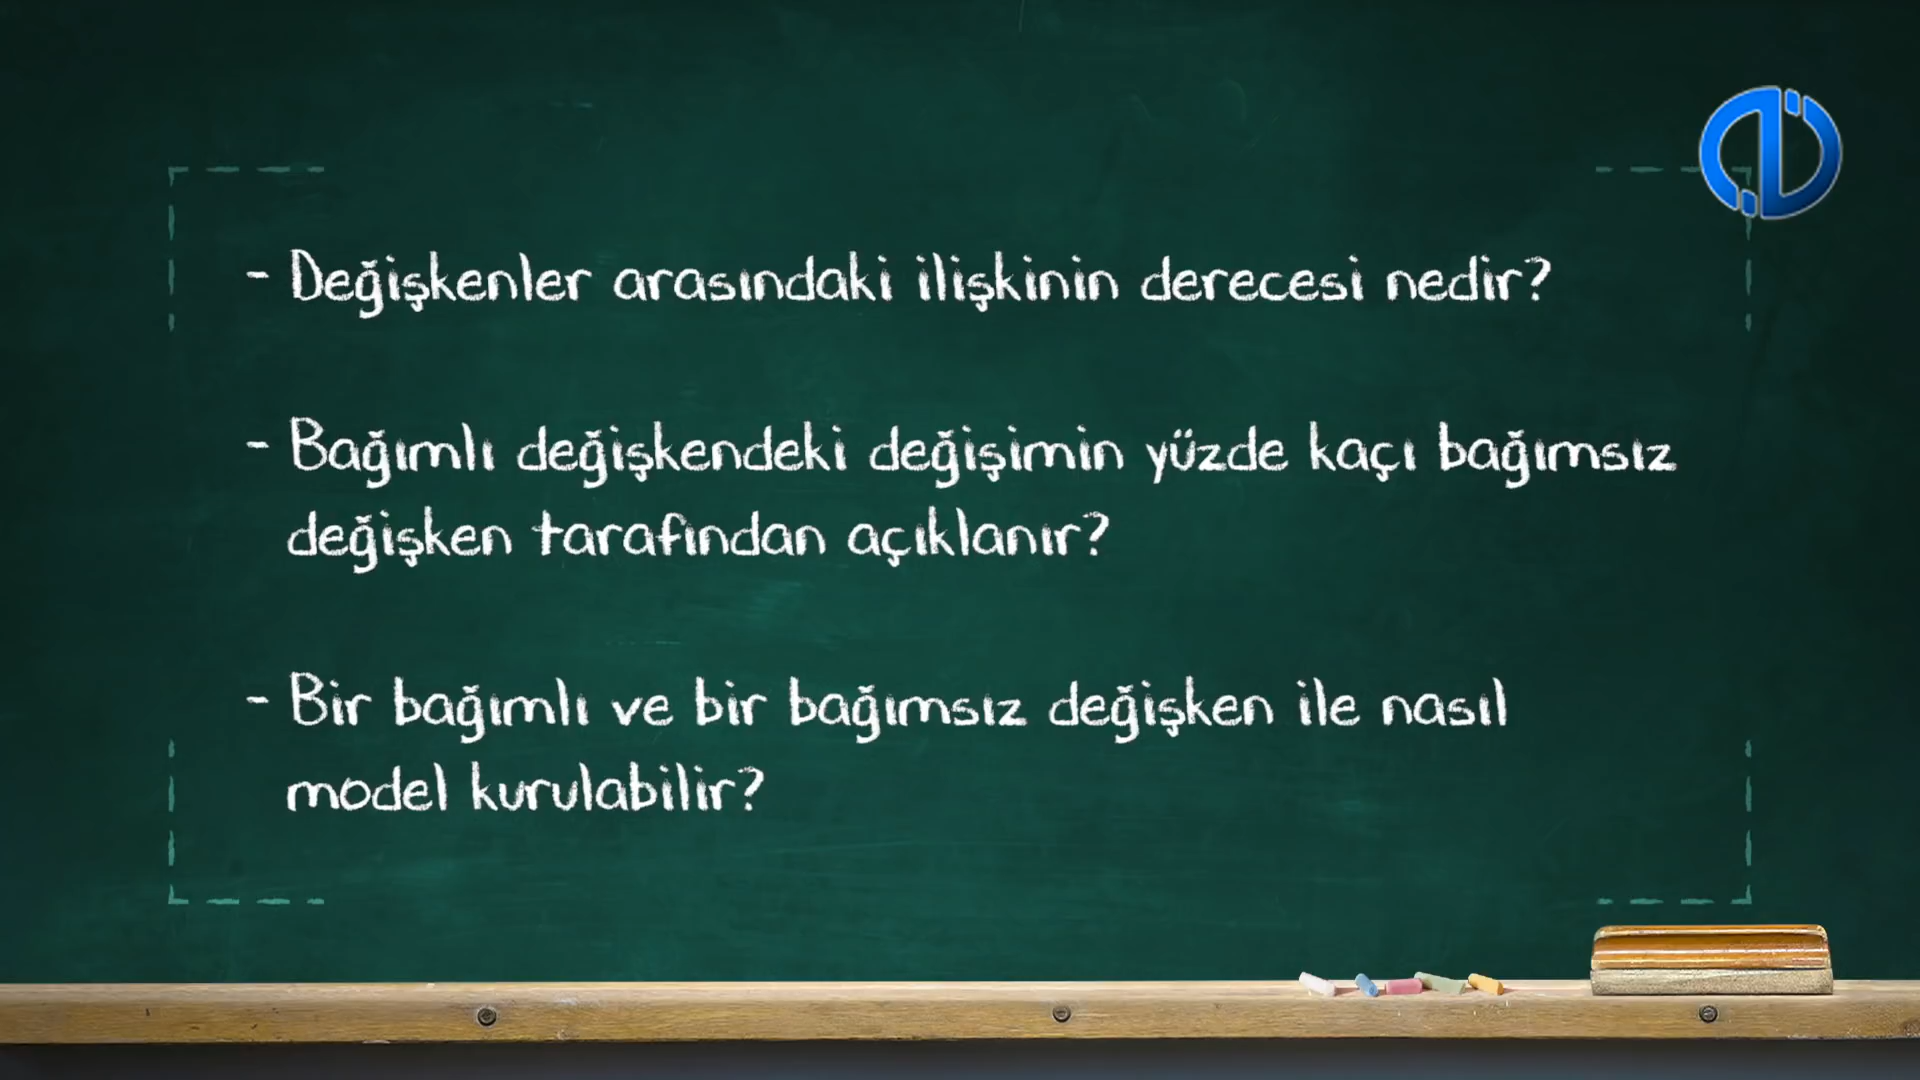 - Değişkenler arasındaki ilişkinin derecesi nedir?
- Bağımlı değişkendeki değişimin yüzde kaçı bağımsız
değişken tarafından açıklanır?
- Bir bağımlı ve bir bağımsız değişken ile nasıl
model kurulabilir?